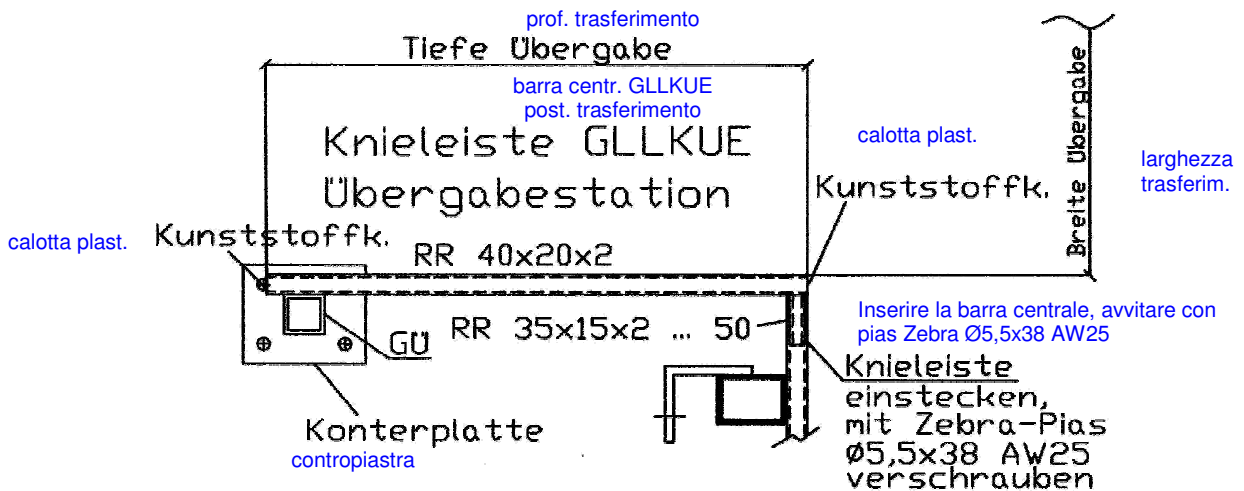 prof. trasferimento
Tiefe Übergabe
barra centr. GLLKUE
post. trasferimento
Knieleiste GLLKUE
Übergabestation
calotta plast.
Kunststoffk.
Breite Übergabe
larghezza
trasferim.
calotta plast.
Kunststoffk.
RR 40x20x2
RR 35x15x2 ... 50
GÜ
Inserire la barra centrale, avvitare con
pias Zebra Ø5,5x38 AW25
Knieleiste
einstecken,
mit Zebra-Pias
Ø5,5x38 AW25
verschrauben
Konterplatte
contropiastra